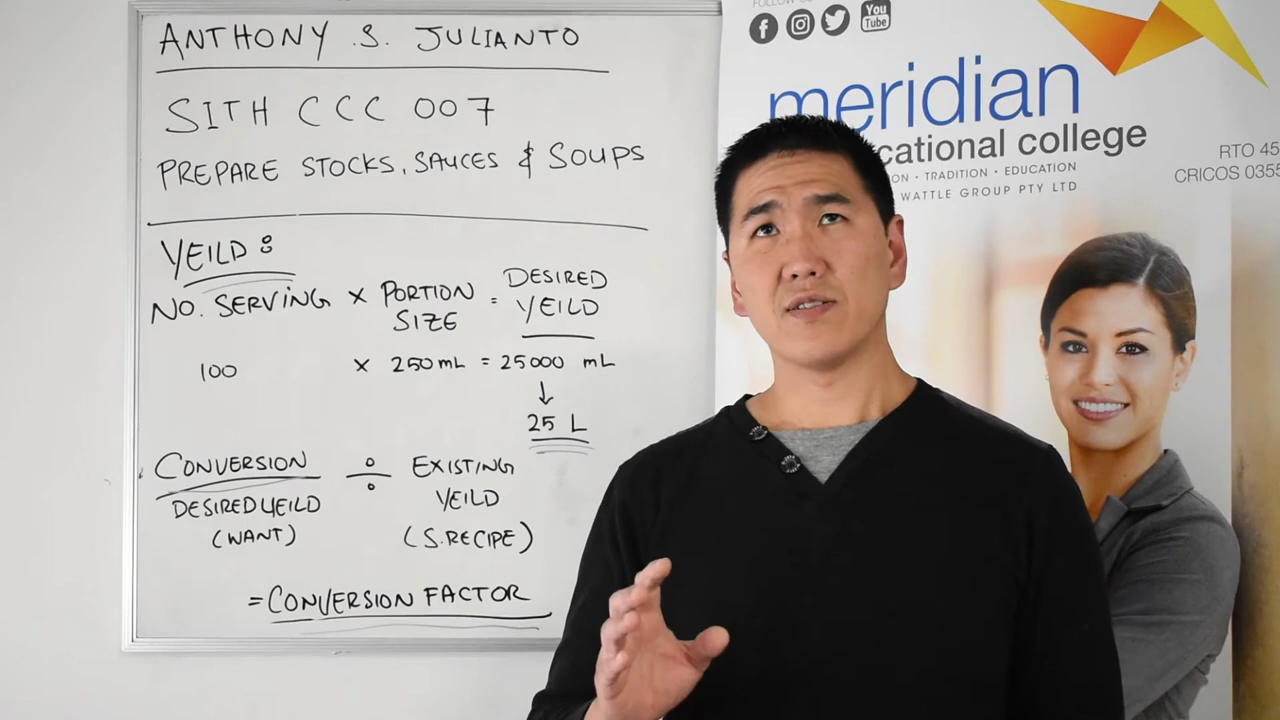 ANTHONY .S. JULIANTO
SITH CCC 007
PREPARE STOCKS, SAUCES & SOUPS
YEILD :
NO. SERVING × PORTION SIZE = DESIRED YEILD
100 × 250 mL = 25000 mL
↓
25 L
CONVERSION ÷ EXISTING
DESIRED YEILD YEILD
(WANT) (S.RECIPE)
= CONVERSION FACTOR
You
Tube
meridian
cational college
ON • TRADITION • EDUCATION
WATTLE GROUP PTY LTD
RTO 45
CRICOS 0355